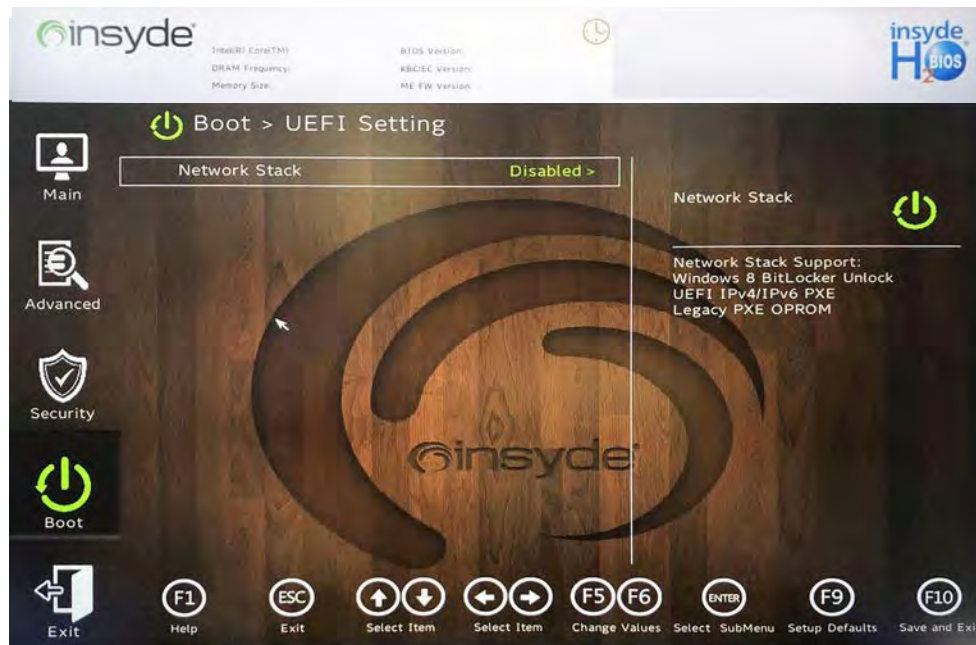 insyde
Intel(R) Core(TM)
DRAM Frequency:
Memory Size:
BIOS Version:
KBC/EC Version:
ME FW Version:
insyde
H2O
BIOS
Boot > UEFI Setting
Network Stack Disabled >
Network Stack
Network Stack Support:
Windows 8 BitLocker Unlock
UEFI IPv4/IPv6 PXE
Legacy PXE OPROM
Main
Advanced
Security
Boot
Exit
insyde
F1
Help
ESC
Exit
Select Item
Select Item
F5 F6
Change Values
ENTER
Select SubMenu
F9
Setup Defaults
F10
Save and Exi